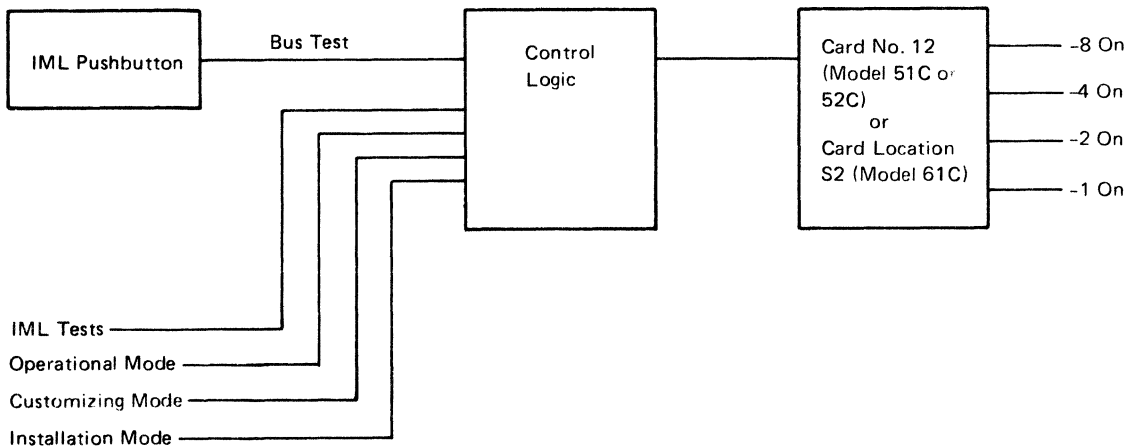 IML Pushbutton
Bus Test
Control
Logic
Card No. 12
(Model 51C or
52C)
or
Card Location
S2 (Model 61C)
-8 On
-4 On
-2 On
-1 On
IML Tests
Operational Mode
Customizing Mode
Installation Mode